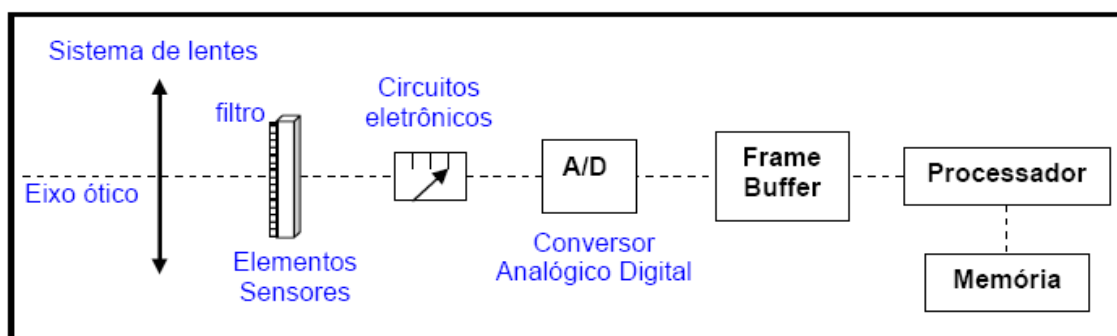 Sistema de lentes
filtro
Eixo ótico
Elementos
Sensores
Circuitos
eletrônicos
A/D
Conversor
Analógico Digital
Frame
Buffer
Processador
Memória